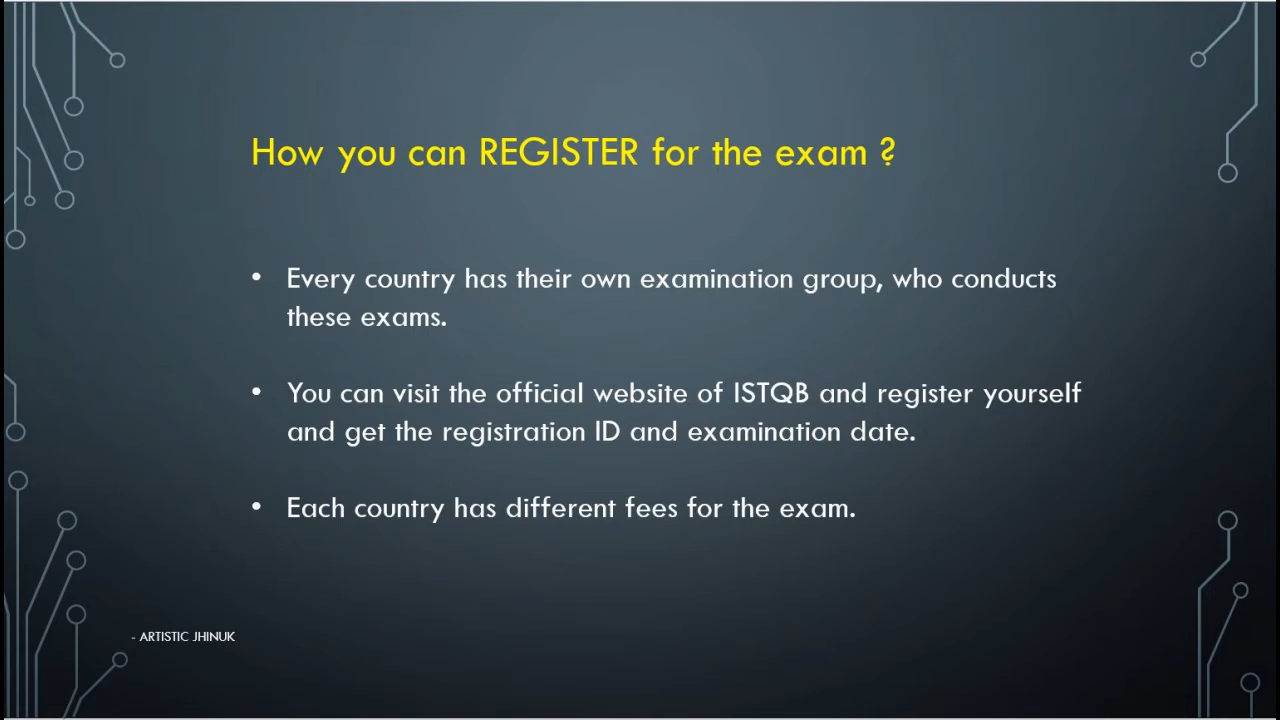 How you can REGISTER for the exam ?
• Every country has their own examination group, who conducts
these exams.
• You can visit the official website of ISTQB and register yourself
and get the registration ID and examination date.
• Each country has different fees for the exam.
- ARTISTIC JHINUK